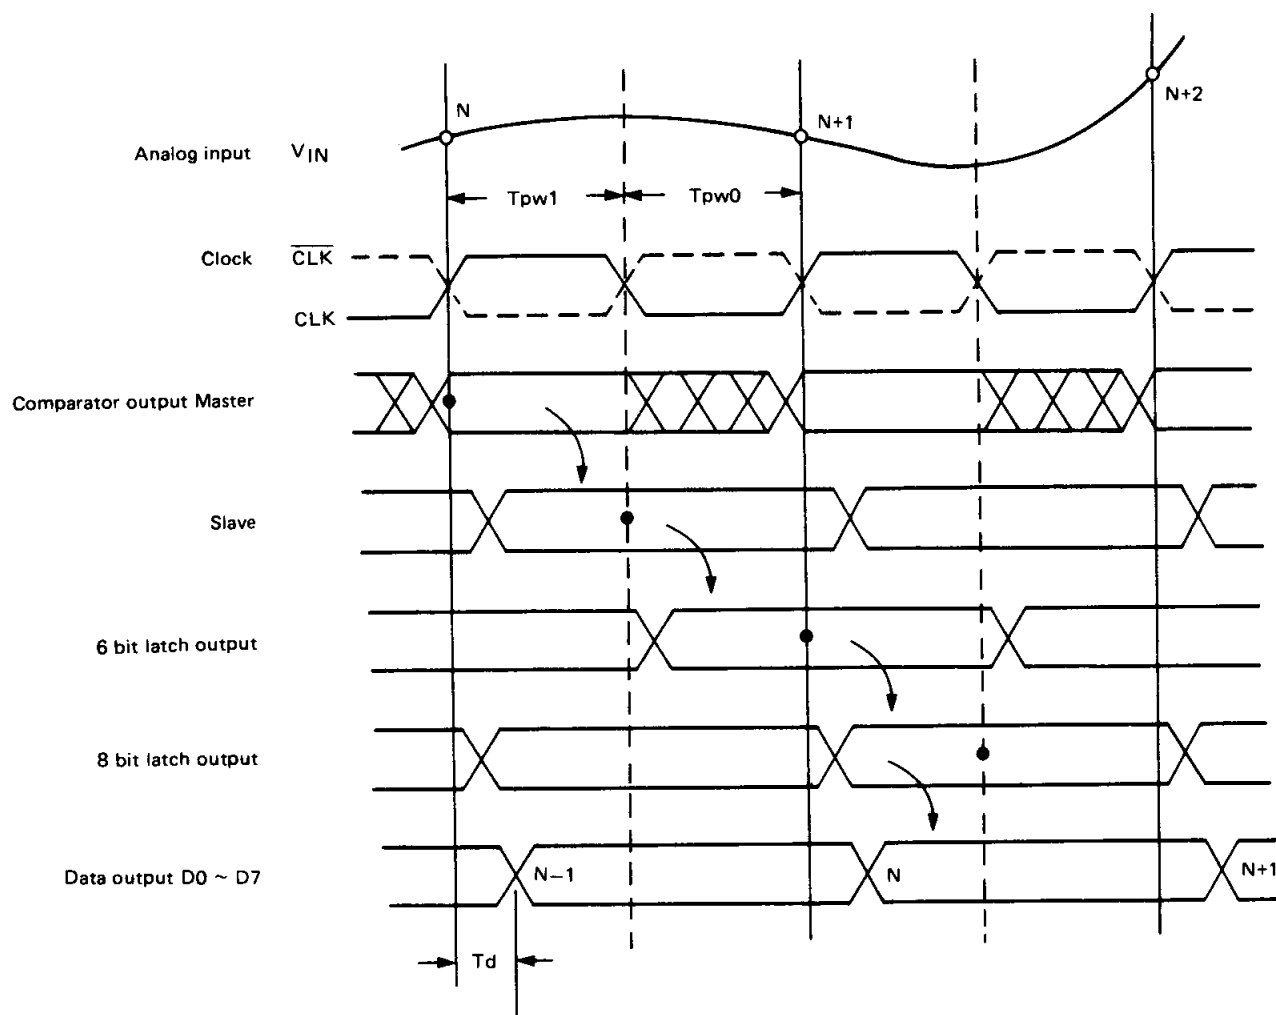 N
N+1
N+2
Analog input VIN
Tpw1
Tpw0
Clock CLK
CLK
Comparator output Master
Slave
6 bit latch output
8 bit latch output
Data output D0 ~ D7
N−1
N
N+1
Td